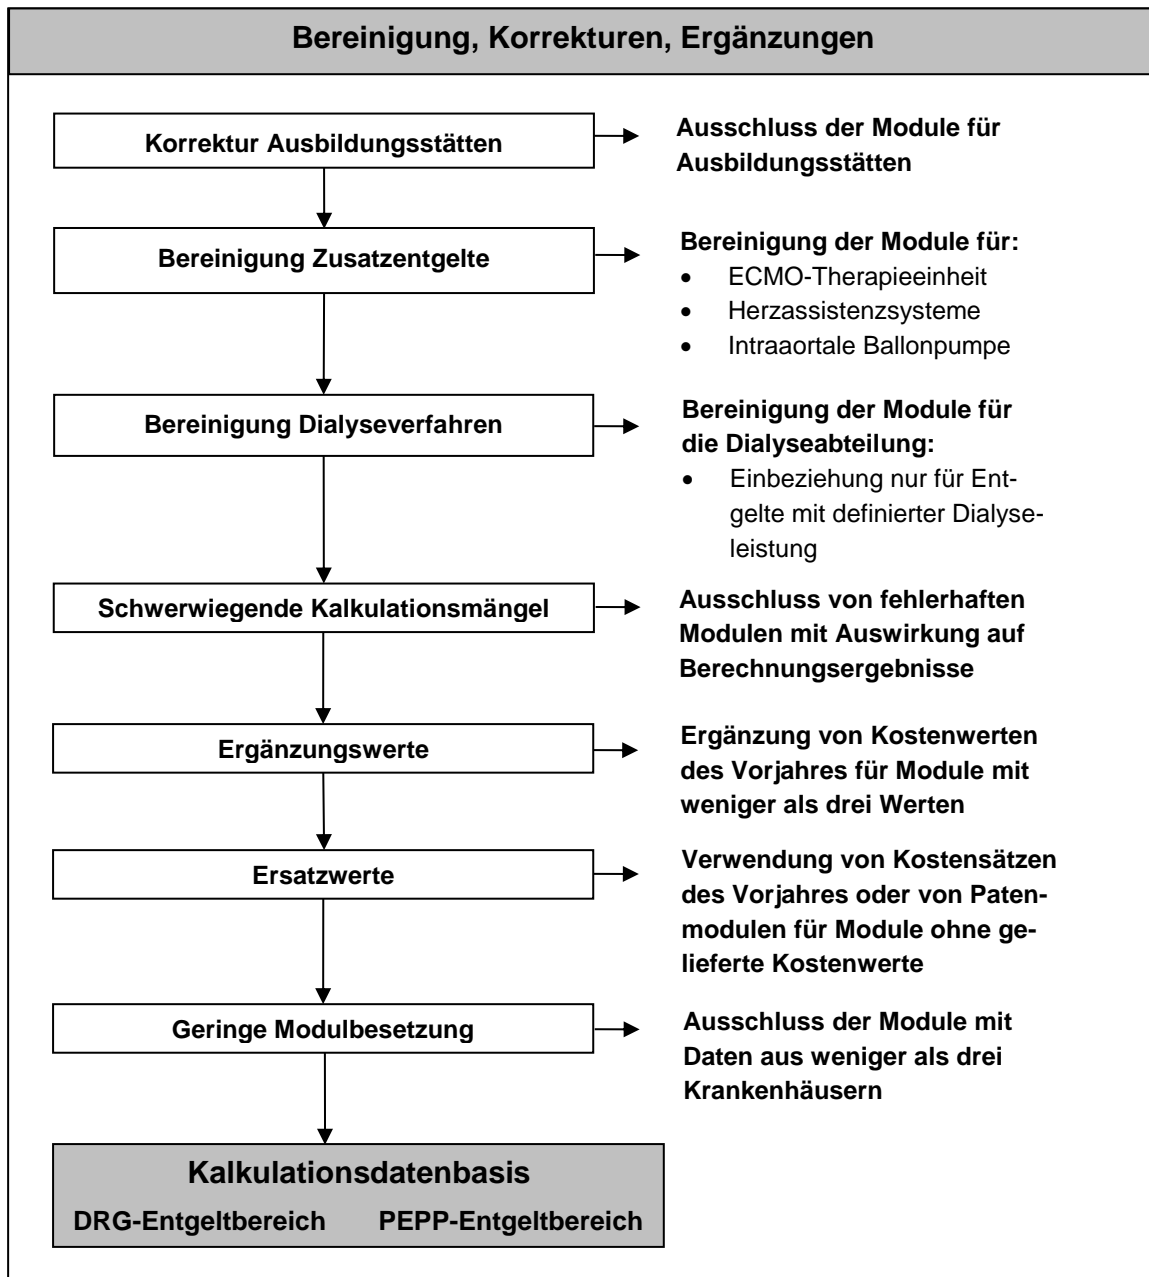 Bereinigung, Korrekturen, Ergänzungen
Korrektur Ausbildungsstätten
Ausschluss der Module für
Ausbildungsstätten
Bereinigung Zusatzentgelte
Bereinigung der Module für:
• ECMO-Therapieeinheit
• Herzassistenzsysteme
• Intraaortale Ballonpumpe
Bereinigung Dialyseverfahren
Bereinigung der Module für
die Dialyseabteilung:
• Einbeziehung nur für Ent-
gelte mit definierter Dialyse-
leistung
Schwerwiegende Kalkulationsmängel
Ausschluss von fehlerhaften
Modulen mit Auswirkung auf
Berechnungsergebnisse
Ergänzungswerte
Ergänzung von Kostenwerten
des Vorjahres für Module mit
weniger als drei Werten
Ersatzwerte
Verwendung von Kostensätzen
des Vorjahres oder von Paten-
modulen für Module ohne ge-
lieferte Kostenwerte
Geringe Modulbesetzung
Ausschluss der Module mit
Daten aus weniger als drei
Krankenhäusern
Kalkulationsdatenbasis
DRG-Entgeltbereich PEPP-Entgeltbereich